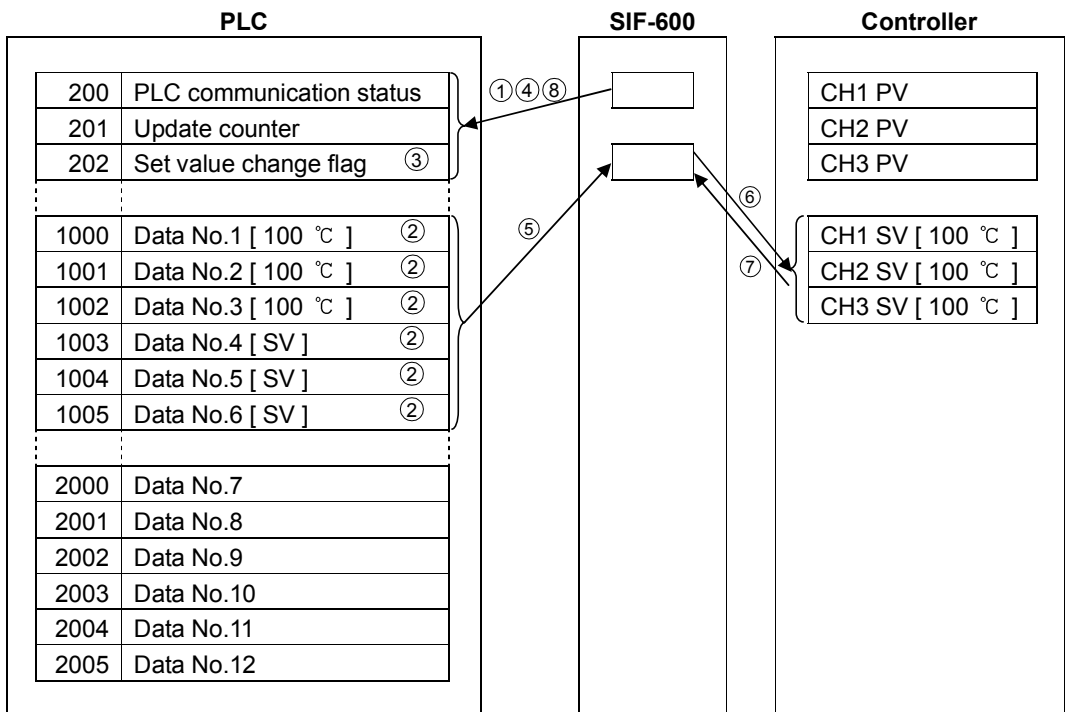 PLC SIF-600 Controller
200 PLC communication status ①④⑧ CH1 PV
201 Update counter CH2 PV
202 Set value change flag ③ CH3 PV
⑥
1000 Data No.1 [ 100 ℃ ] ② ⑤ CH1 SV [ 100 ℃ ]
1001 Data No.2 [ 100 ℃ ] ② ⑦ CH2 SV [ 100 ℃ ]
1002 Data No.3 [ 100 ℃ ] ② CH3 SV [ 100 ℃ ]
1003 Data No.4 [ SV ] ②
1004 Data No.5 [ SV ] ②
1005 Data No.6 [ SV ] ②
2000 Data No.7
2001 Data No.8
2002 Data No.9
2003 Data No.10
2004 Data No.11
2005 Data No.12